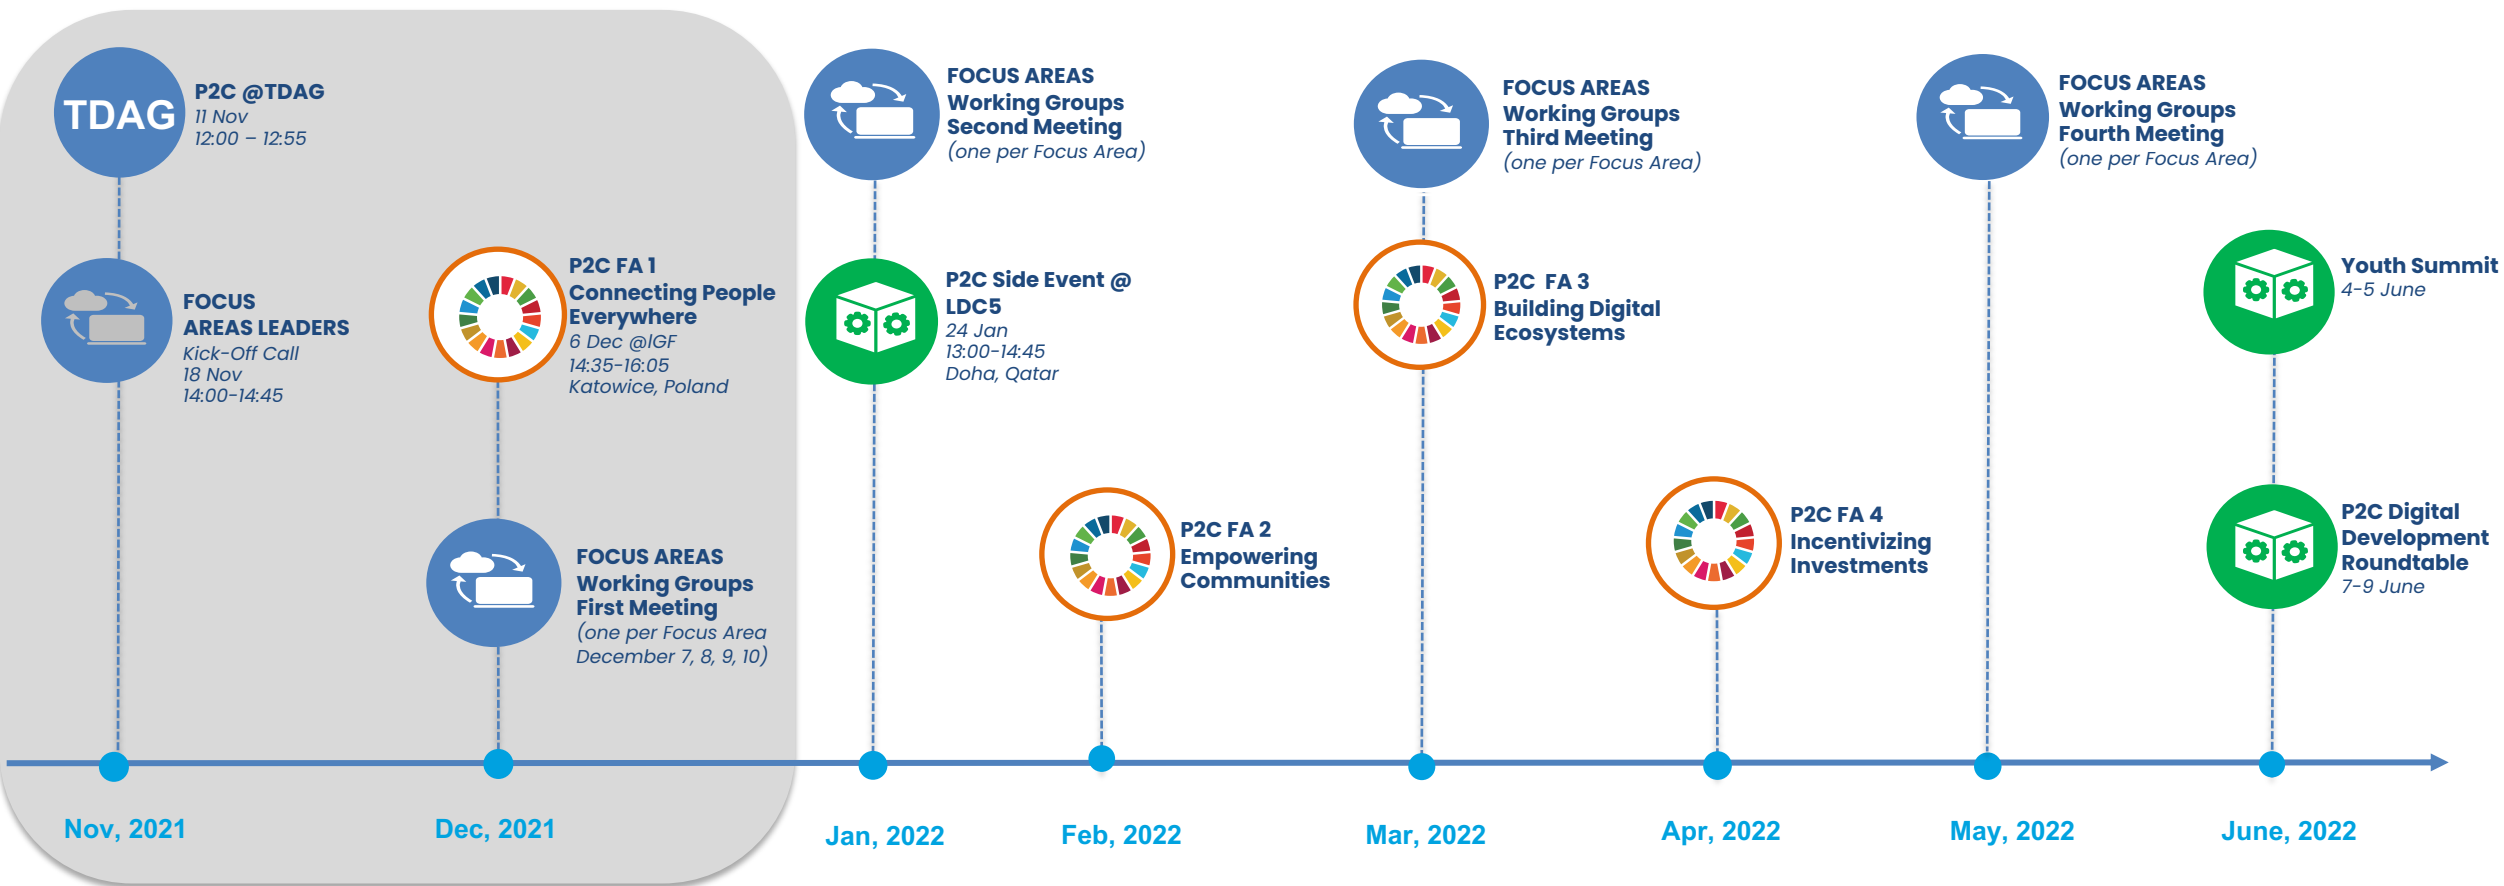 TDAG
P2C @TDAG
11 Nov
12:00 – 12:55
FOCUS
AREAS LEADERS
Kick-Off Call
18 Nov
14:00-14:45
P2C FA 1
Connecting People
Everywhere
6 Dec @IGF
14:35-16:05
Katowice, Poland
FOCUS AREAS
Working Groups
First Meeting
(one per Focus Area
December 7, 8, 9, 10)
FOCUS AREAS
Working Groups
Second Meeting
(one per Focus Area)
P2C Side Event @
LDC5
24 Jan
13:00-14:45
Doha, Qatar
P2C FA 2
Empowering
Communities
FOCUS AREAS
Working Groups
Third Meeting
(one per Focus Area)
P2C FA 3
Building Digital
Ecosystems
P2C FA 4
Incentivizing
Investments
FOCUS AREAS
Working Groups
Fourth Meeting
(one per Focus Area)
Youth Summit
4-5 June
P2C Digital
Development
Roundtable
7-9 June
Nov, 2021
Dec, 2021
Jan, 2022
Feb, 2022
Mar, 2022
Apr, 2022
May, 2022
June, 2022